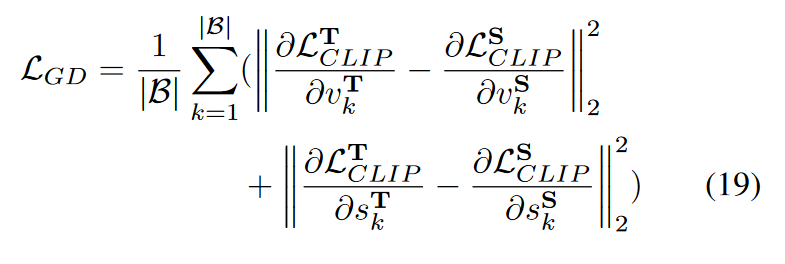 $\mathcal{L}_{GD} = \frac{1}{|\mathcal{B}|} \sum_{k=1}^{|\mathcal{B}|} ( \left\| \frac{\partial \mathcal{L}_{CLIP}^{\mathbf{T}}}{\partial v_k^{\mathbf{T}}} - \frac{\partial \mathcal{L}_{CLIP}^{\mathbf{S}}}{\partial v_k^{\mathbf{S}}} \right\|_2^2$
$+ \left\| \frac{\partial \mathcal{L}_{CLIP}^{\mathbf{T}}}{\partial s_k^{\mathbf{T}}} - \frac{\partial \mathcal{L}_{CLIP}^{\mathbf{S}}}{\partial s_k^{\mathbf{S}}} \right\|_2^2 )$ (19)